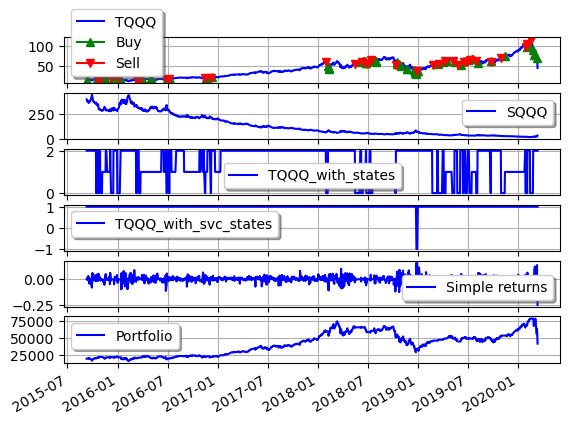 TQQQ
Buy
Sell
100
50
SQQQ
250
0
TQQQ_with_states
2
0
TQQQ_with_svc_states
1
0
−1
Simple returns
0.00
−0.25
Portfolio
75000
50000
25000
2015-07 2016-01 2016-07 2017-01 2017-07 2018-01 2018-07 2019-01 2019-07 2020-01